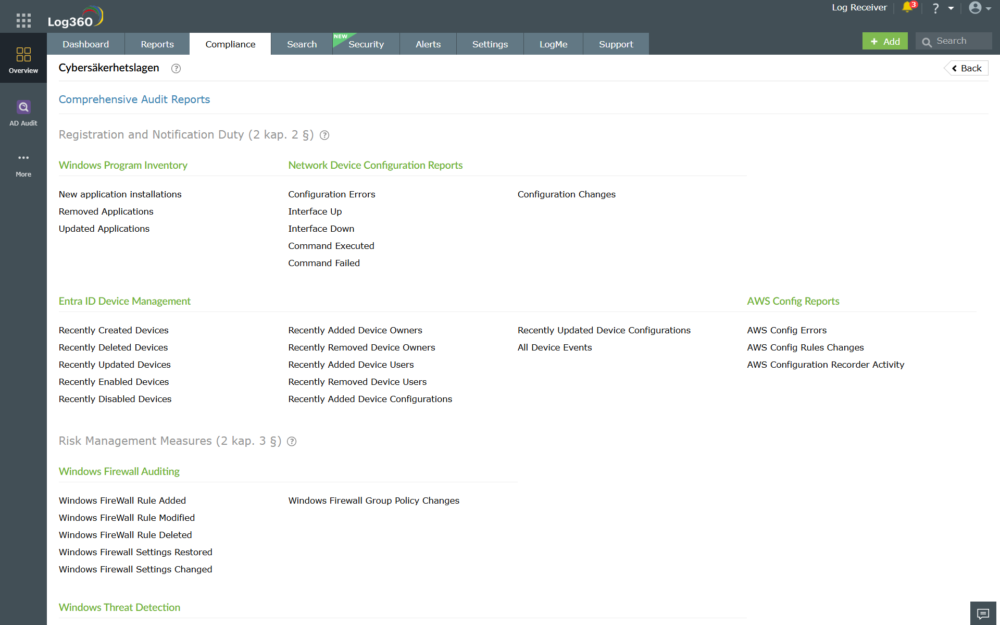 Log360
Log Receiver
3
?
Dashboard
Reports
Compliance
Search
NEW
Security
Alerts
Settings
LogMe
Support
+ Add
Search
Overview
AD Audit
More
Cybersäkerhetslagen ?
Back
Comprehensive Audit Reports
Registration and Notification Duty (2 kap. 2 §) ?
Windows Program Inventory
New application installations
Removed Applications
Updated Applications
Network Device Configuration Reports
Configuration Errors
Interface Up
Interface Down
Command Executed
Command Failed
Configuration Changes
Entra ID Device Management
Recently Created Devices
Recently Deleted Devices
Recently Updated Devices
Recently Enabled Devices
Recently Disabled Devices
Recently Added Device Owners
Recently Removed Device Owners
Recently Added Device Users
Recently Removed Device Users
Recently Added Device Configurations
Recently Updated Device Configurations
All Device Events
AWS Config Reports
AWS Config Errors
AWS Config Rules Changes
AWS Configuration Recorder Activity
Risk Management Measures (2 kap. 3 §) ?
Windows Firewall Auditing
Windows FireWall Rule Added
Windows FireWall Rule Modified
Windows FireWall Rule Deleted
Windows Firewall Settings Restored
Windows Firewall Settings Changed
Windows Firewall Group Policy Changes
Windows Threat Detection